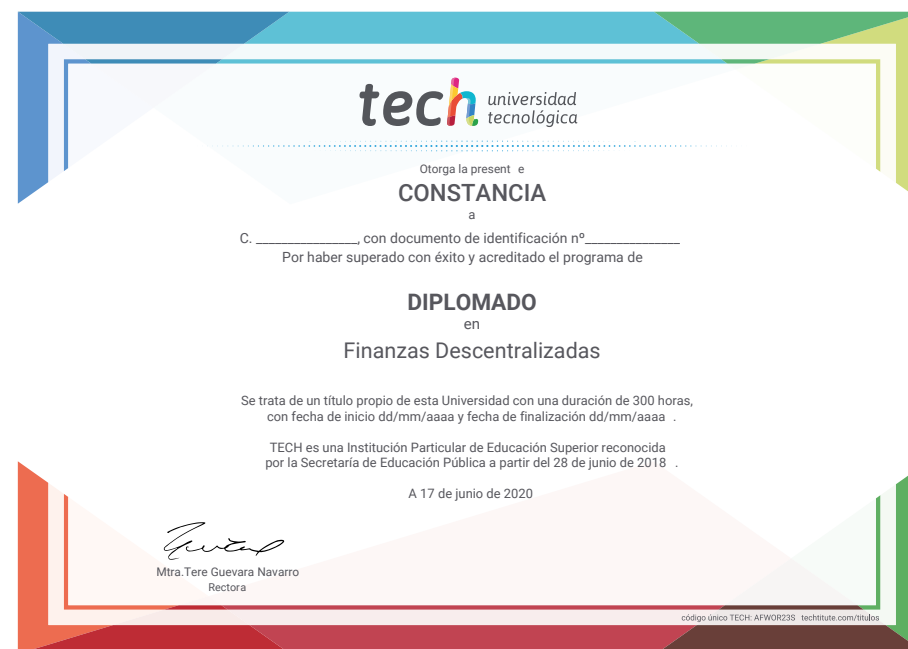 tech universidad
tecnológica
Otorga la present e
CONSTANCIA
a
C. ________________, con documento de identificación nº_______________
Por haber superado con éxito y acreditado el programa de
DIPLOMADO
en
Finanzas Descentralizadas
Se trata de un título propio de esta Universidad con una duración de 300 horas,
con fecha de inicio dd/mm/aaaa y fecha de finalización dd/mm/aaaa .
TECH es una Institución Particular de Educación Superior reconocida
por la Secretaría de Educación Pública a partir del 28 de junio de 2018 .
A 17 de junio de 2020
Mtra.Tere Guevara Navarro
Rectora
código único TECH: AFWOR23S techtitute.com/titulos